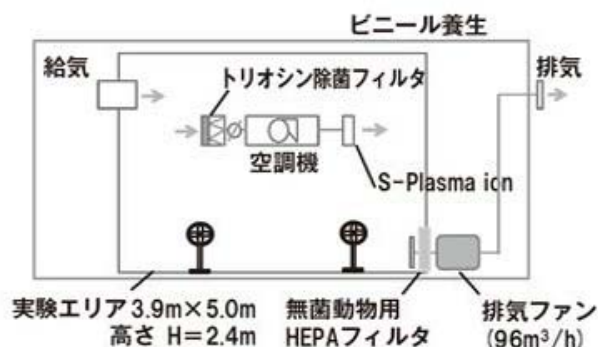 ビニール養生
給気
トリオシン除菌フィルタ
排気
空調機
S-Plasma ion
実験エリア 3.9m×5.0m
高さ H=2.4m
無菌動物用
HEPAフィルタ
排気ファン
(96m³/h)